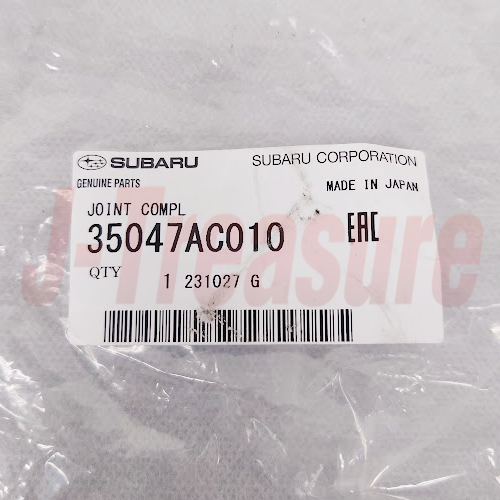 SUBARU SUBARU CORPORATION
GENUINE PARTS MADE IN JAPAN
JOINT COMPL
35047AC010 EAC
QTY 1 231027 G
J-Treasure